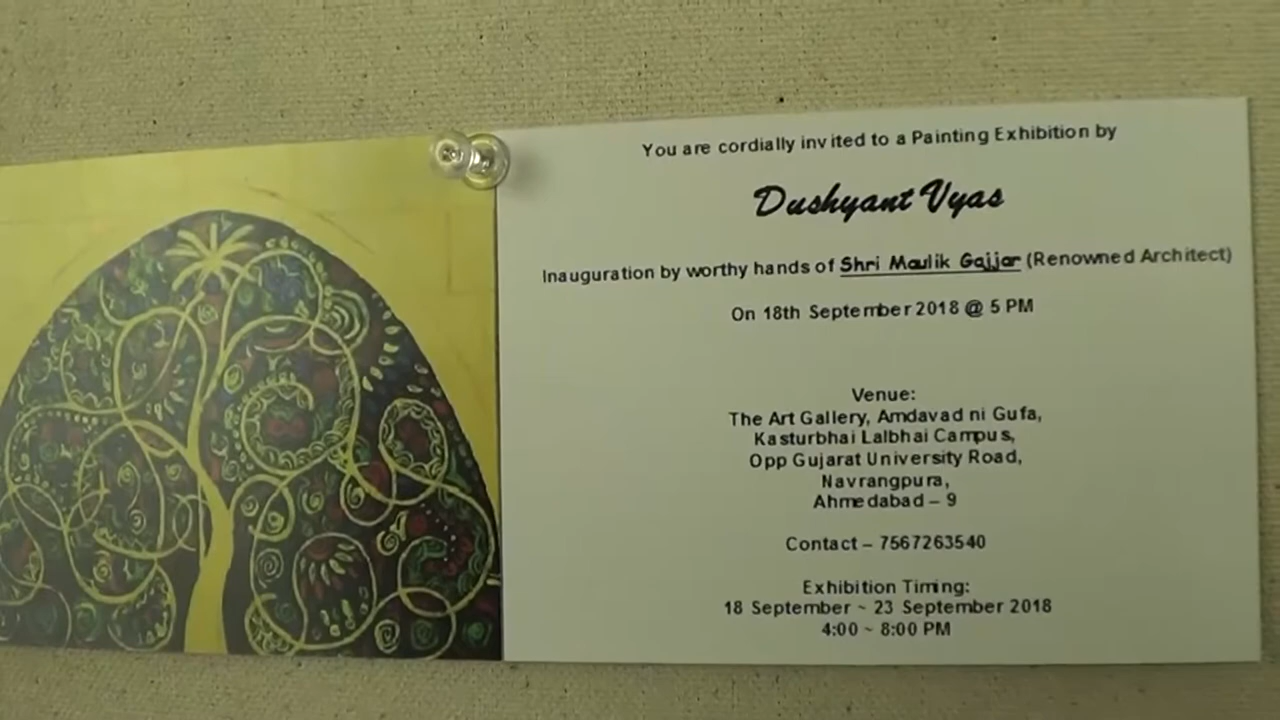 You are cordially invited to a Painting Exhibition by
Dushyant Vyas
Inauguration by worthy hands of Shri Maulik Gajjar (Renowned Architect)
On 18th September 2018 @ 5 PM
Venue:
The Art Gallery, Amdavad ni Gufa,
Kasturbhai Lalbhai Campus,
Opp Gujarat University Road,
Navrangpura,
Ahmedabad – 9
Contact – 7567263540
Exhibition Timing:
18 September ~ 23 September 2018
4:00 ~ 8:00 PM